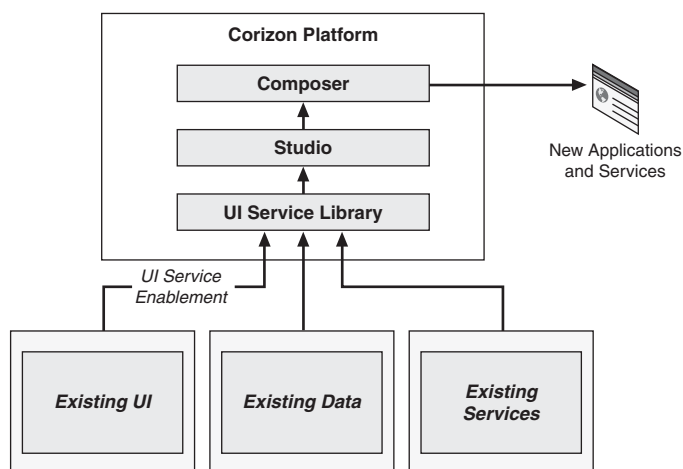 Corizon Platform
Composer
Studio
UI Service Library
New Applications
and Services
UI Service
Enablement
Existing UI
Existing Data
Existing
Services